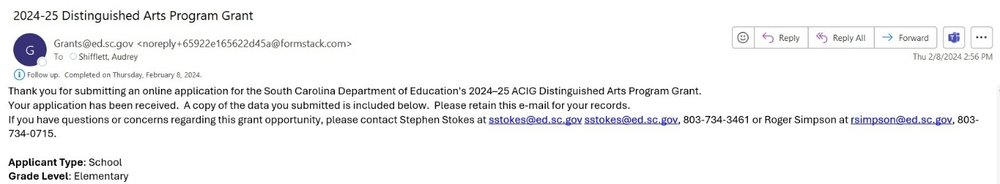 2024-25 Distinguished Arts Program Grant
G
Grants@ed.sc.gov <noreply+65922e165622d45a@formstack.com>
To Shifflett, Audrey
Reply
Reply All
Forward
Thu 2/8/2024 2:56 PM
Follow up. Completed on Thursday, February 8, 2024.
Thank you for submitting an online application for the South Carolina Department of Education's 2024–25 ACIG Distinguished Arts Program Grant.
Your application has been received. A copy of the data you submitted is included below. Please retain this e-mail for your records.
If you have questions or concerns regarding this grant opportunity, please contact Stephen Stokes at sstokes@ed.sc.gov sstokes@ed.sc.gov, 803-734-3461 or Roger Simpson at rsimpson@ed.sc.gov, 803-
734-0715.
Applicant Type: School
Grade Level: Elementary